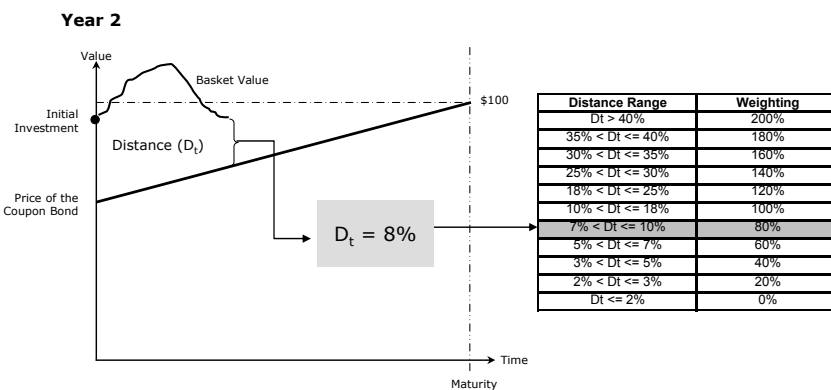 Year 2
Value
Basket Value
$100
Initial
Investment
Distance (Dt)
Price of the
Coupon Bond
Dt = 8%
Time
Maturity
Distance Range Weighting
Dt > 40% 200%
35% < Dt <= 40% 180%
30% < Dt <= 35% 160%
25% < Dt <= 30% 140%
18% < Dt <= 25% 120%
10% < Dt <= 18% 100%
7% < Dt <= 10% 80%
5% < Dt <= 7% 60%
3% < Dt <= 5% 40%
2% < Dt <= 3% 20%
Dt <= 2% 0%